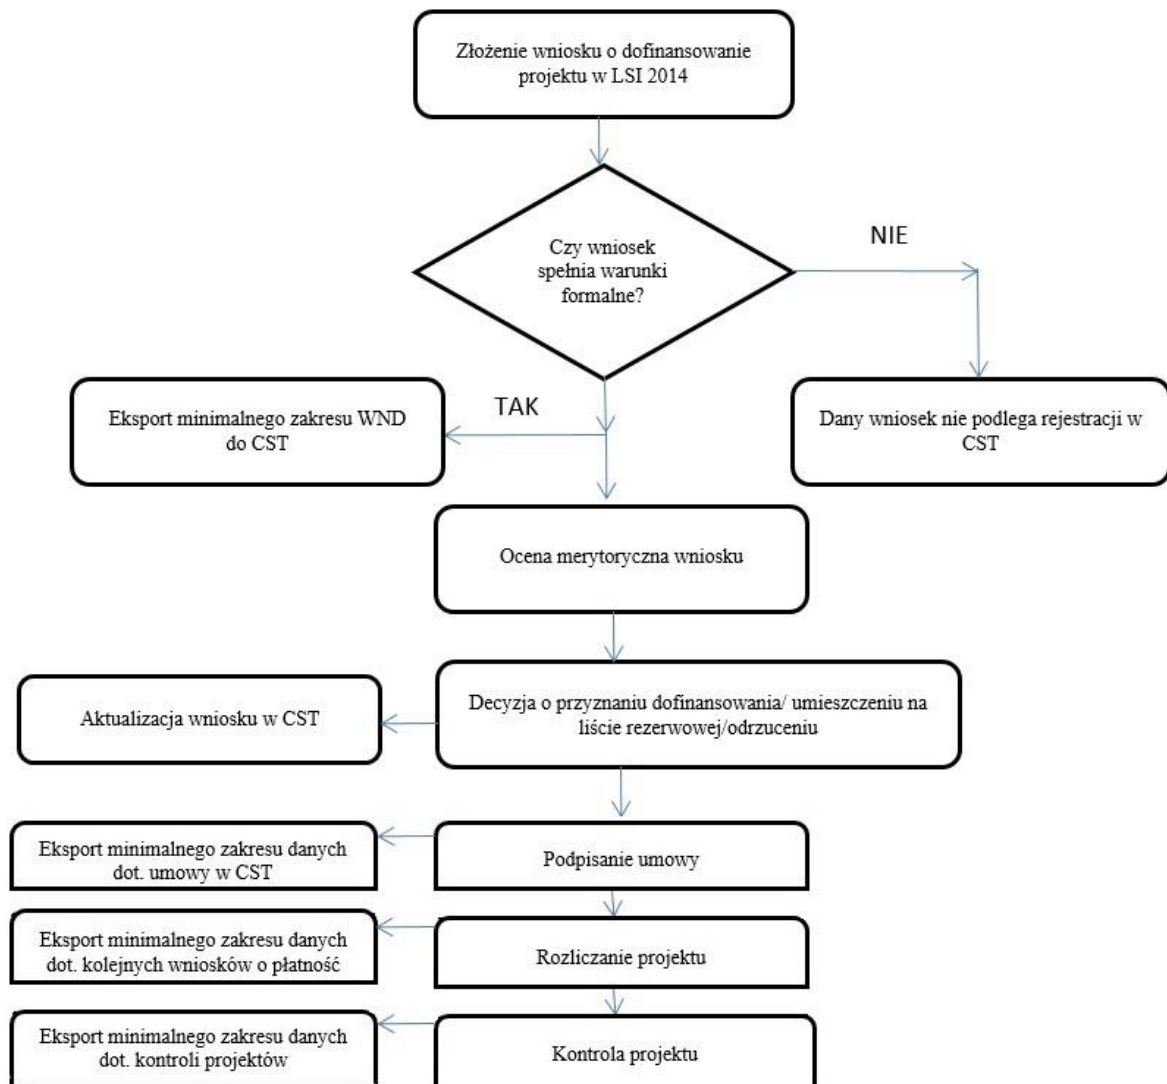 Złożenie wniosku o dofinansowanie
projektu w LSI 2014
Czy wniosek
spełnia warunki
formalne?
NIE
TAK
Eksport minimalnego zakresu WND
do CST
Dany wniosek nie podlega rejestracji w
CST
Ocena merytoryczna wniosku
Decyzja o przyznaniu dofinansowania/ umieszczeniu na
liście rezerwowej/odrzuceniu
Aktualizacja wniosku w CST
Podpisanie umowy
Eksport minimalnego zakresu danych
dot. umowy w CST
Rozliczanie projektu
Eksport minimalnego zakresu danych
dot. kolejnych wniosków o płatność
Kontrola projektu
Eksport minimalnego zakresu danych
dot. kontroli projektów